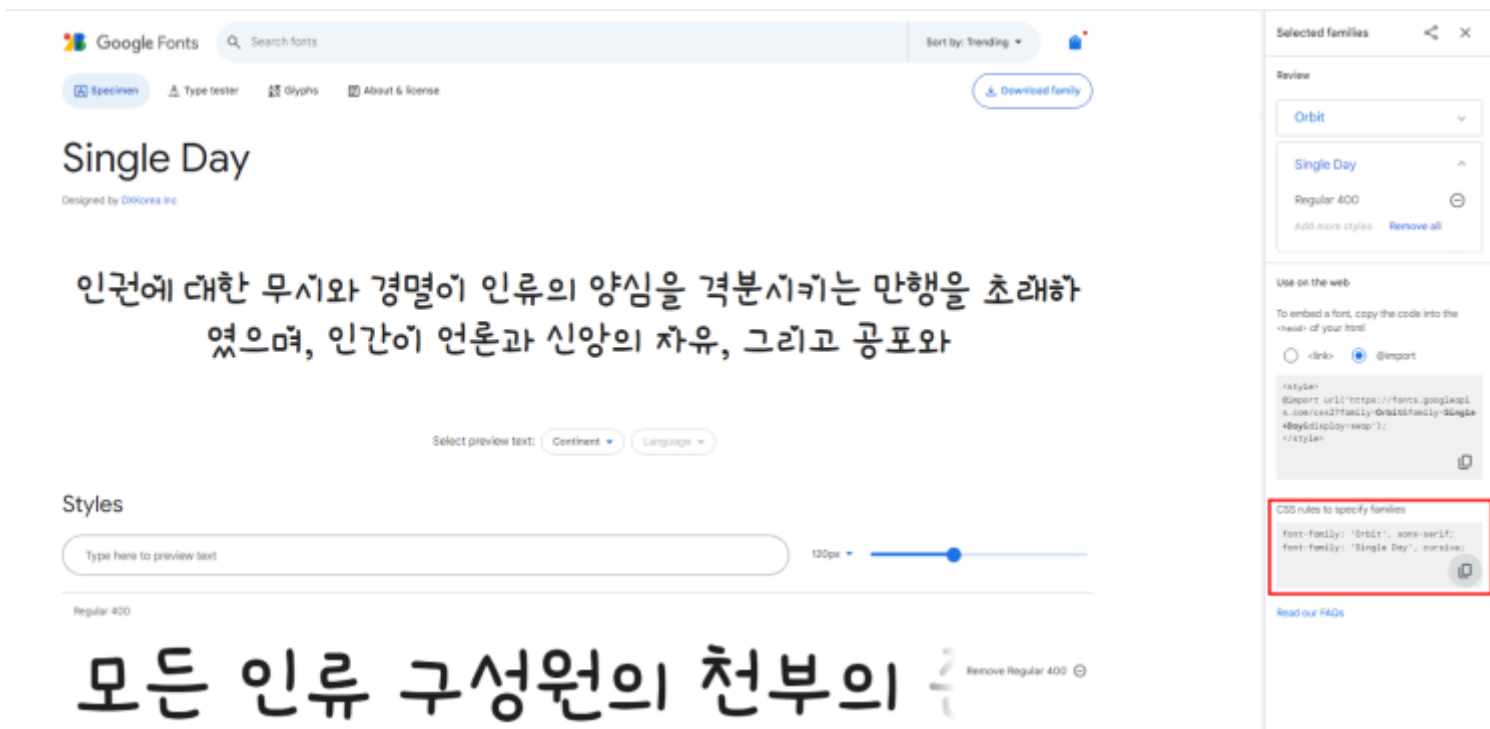 Google Fonts
Search fonts
Sort by: Trending
Specimen
Type tester
Glyphs
About & license
Download family
Single Day
Designed by DXKorea Inc
인권에 대한 무시와 경멸이 인류의 양심을 격분시키는 만행을 초래하
였으며, 인간이 언론과 신앙의 자유, 그리고 공포와
Select preview text:
Continent
Language
Styles
Type here to preview text
120px
Regular 400
모든 인류 구성원의 천부의
Remove Regular 400
Selected families
Review
Orbit
Single Day
Regular 400
Add more styles
Remove all
Use on the web
To embed a font, copy the code into the
<head> of your html
<link>
@import
<style>
@import url('https://fonts.googleapi
s.com/css2?family=Orbit&family=Single
+Day&display=swap');
</style>
CSS rules to specify families
font-family: 'Orbit', sans-serif;
font-family: 'Single Day', cursive;
Read our FAQs